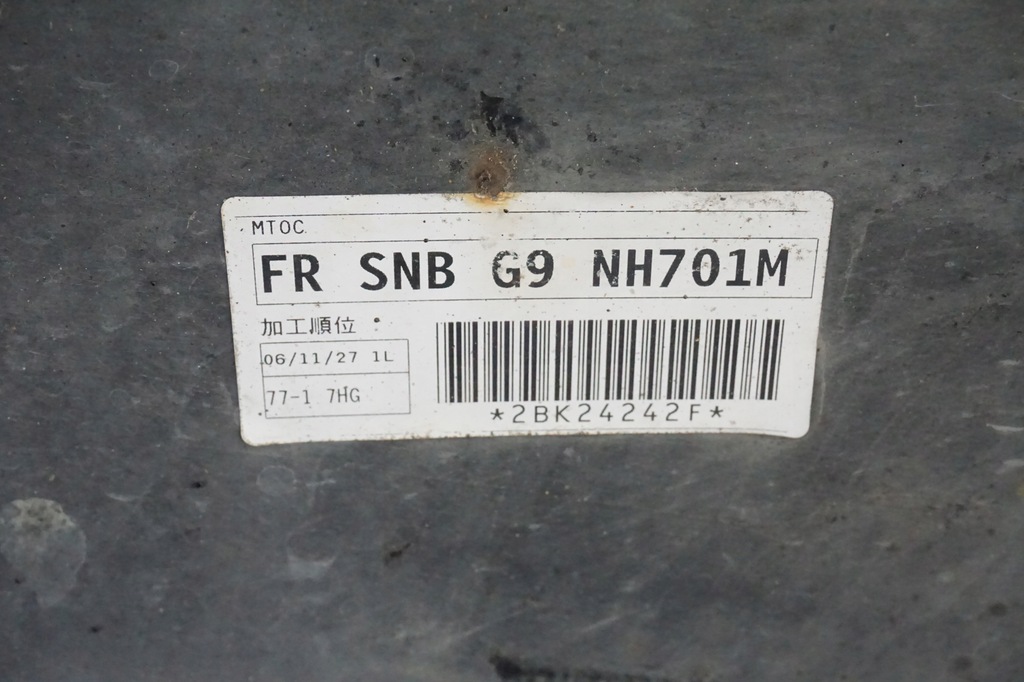 MTOC
FR SNB G9 NH701M
加工順位
06/11/27 1L
77-1 7HG
*2BK24242F*